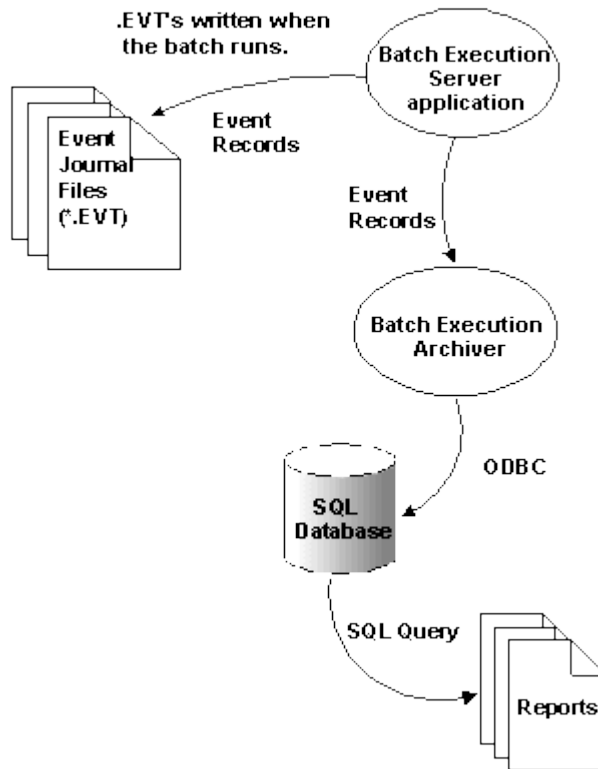 .EVT's written when
the batch runs.
Batch Execution
Server
application
Event
Records
Event
Journal
Files
(*.EVT)
Event
Records
Batch Execution
Archiver
ODBC
SQL
Database
SQL Query
Reports